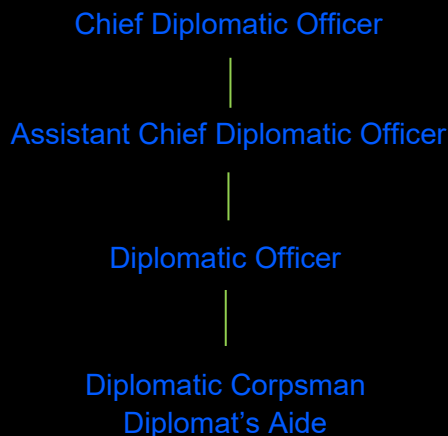 Chief Diplomatic Officer
Assistant Chief Diplomatic Officer
Diplomatic Officer
Diplomatic Corpsman
Diplomat’s Aide